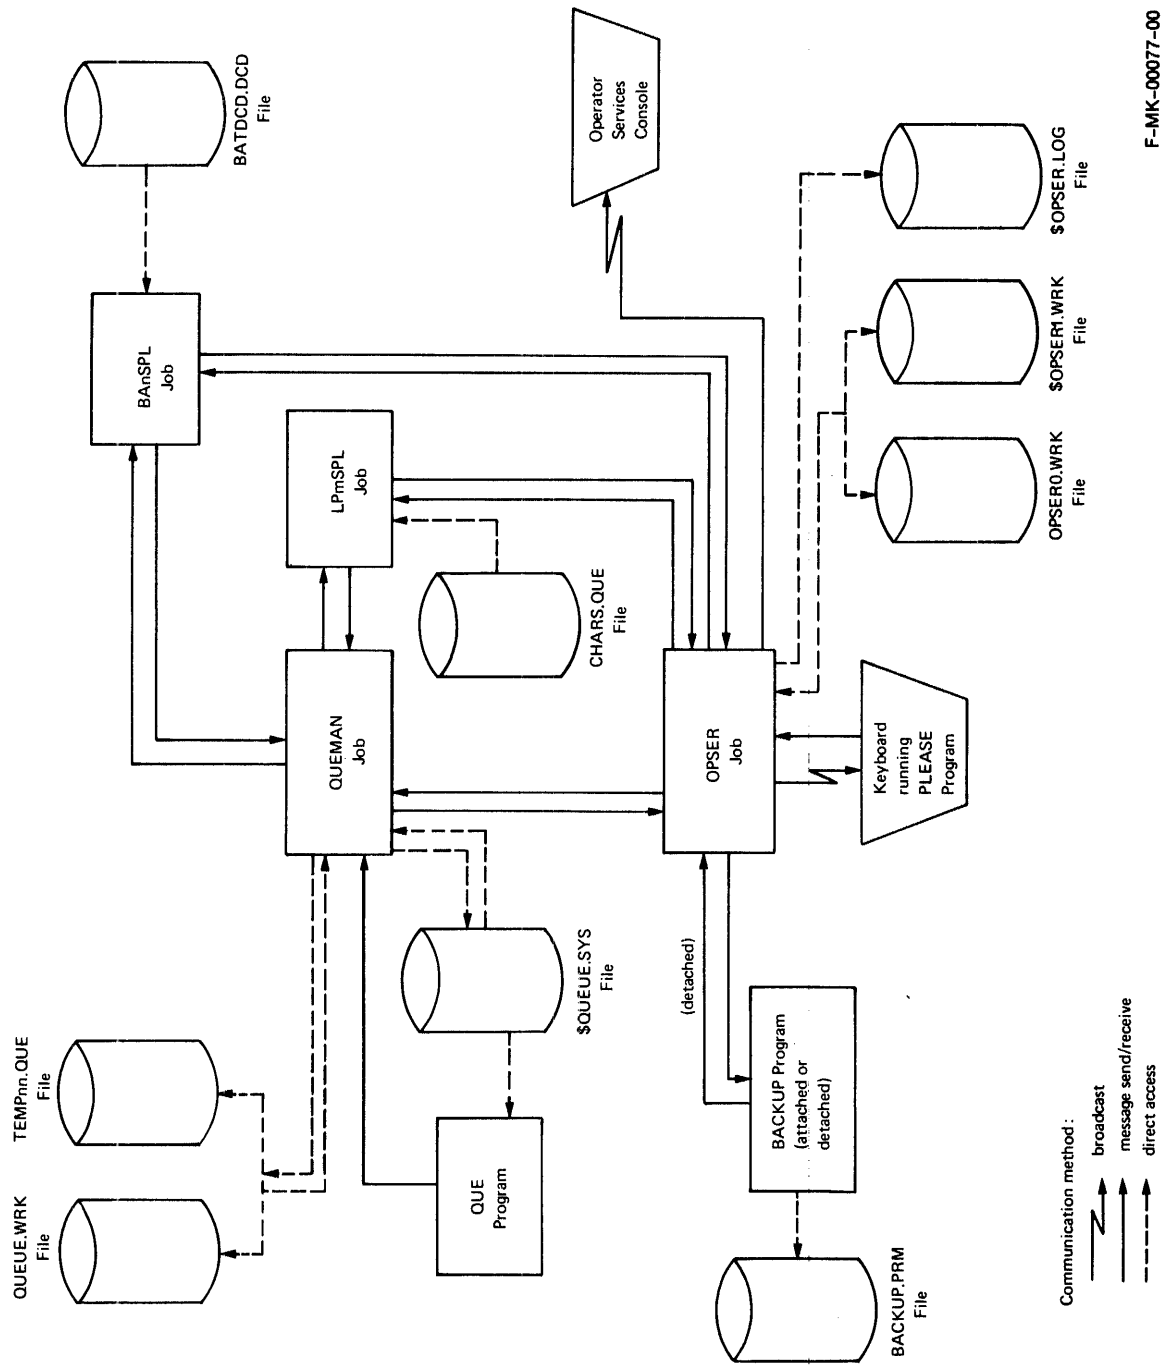 QUEUE.WRK
File
TEMPnn.QUE
File
BATDCD.DCD
File
BAnSPL
Job
QUEMAN
Job
LPmSPL
Job
QUE
Program
$QUEUE.SYS
File
CHARS.QUE
File
Operator
Services
Console
(detached)
OPSER
Job
BACKUP Program
(attached or
detached)
BACKUP.PRM
File
Keyboard
running
PLEASE
Program
OPSER0.WRK
File
$OPSER1.WRK
File
$OPSER.LOG
File
Communication method:
broadcast
message send/receive
direct access
F-MK-00077-00